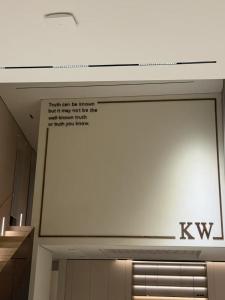 Truth can be known
but it may not be the
well-known truth
or truth you know.
KW